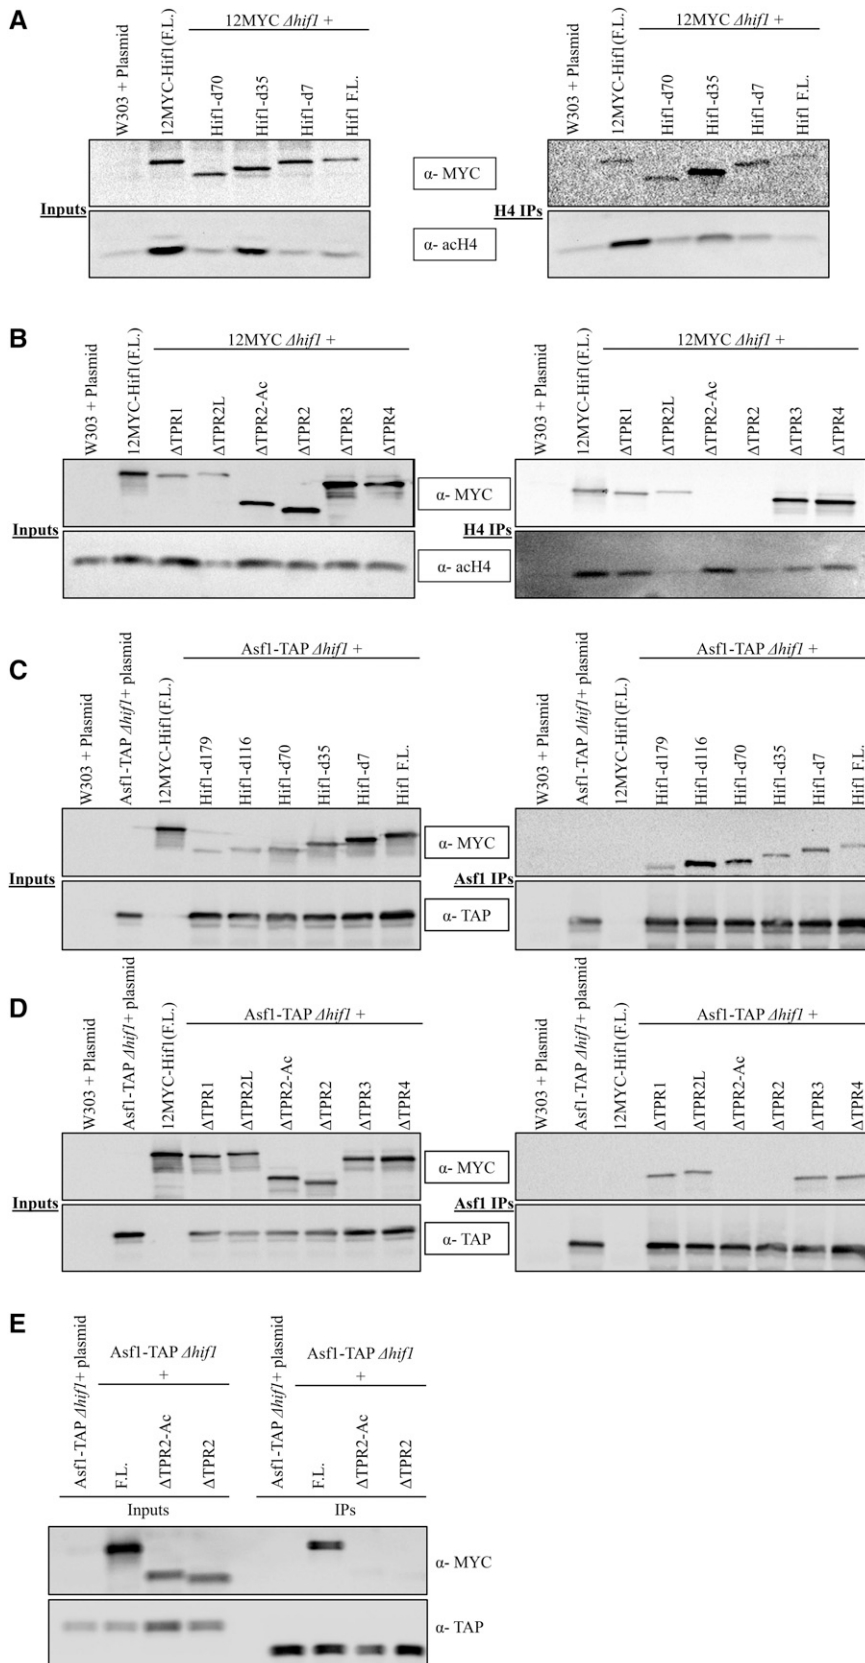 A
12MYC Δhif1 +
W303 + Plasmid
12MYC-Hif1(F.L.)
Hif1-d70
Hif1-d35
Hif1-d7
Hif1 F.L.
12MYC Δhif1 +
W303 + Plasmid
12MYC-Hif1(F.L.)
Hif1-d70
Hif1-d35
Hif1-d7
Hif1 F.L.
α- MYC
Inputs
H4 IPs
α- acH4
B
12MYC Δhif1 +
W303 + Plasmid
12MYC-Hif1(F.L.)
ΔTPR1
ΔTPR2L
ΔTPR2-Ac
ΔTPR2
ΔTPR3
ΔTPR4
12MYC Δhif1 +
W303 + Plasmid
12MYC-Hif1(F.L.)
ΔTPR1
ΔTPR2L
ΔTPR2-Ac
ΔTPR2
ΔTPR3
ΔTPR4
α- MYC
Inputs
H4 IPs
α- acH4
C
Asf1-TAP Δhif1 +
W303 + Plasmid
Asf1-TAP Δhif1+ plasmid
12MYC-Hif1(F.L.)
Hif1-d179
Hif1-d116
Hif1-d70
Hif1-d35
Hif1-d7
Hif1 F.L.
Asf1-TAP Δhif1 +
W303 + Plasmid
Asf1-TAP Δhif1+ plasmid
12MYC-Hif1(F.L.)
Hif1-d179
Hif1-d116
Hif1-d70
Hif1-d35
Hif1-d7
Hif1 F.L.
α- MYC
Inputs
Asf1 IPs
α- TAP
D
Asf1-TAP Δhif1 +
W303 + Plasmid
Asf1-TAP Δhif1+ plasmid
12MYC-Hif1(F.L.)
ΔTPR1
ΔTPR2L
ΔTPR2-Ac
ΔTPR2
ΔTPR3
ΔTPR4
Asf1-TAP Δhif1 +
W303 + Plasmid
Asf1-TAP Δhif1+ plasmid
12MYC-Hif1(F.L.)
ΔTPR1
ΔTPR2L
ΔTPR2-Ac
ΔTPR2
ΔTPR3
ΔTPR4
α- MYC
Inputs
Asf1 IPs
α- TAP
E
Asf1-TAP Δhif1
+
Asf1-TAP Δhif1+ plasmid
F.L.
ΔTPR2-Ac
ΔTPR2
Asf1-TAP Δhif1
+
Asf1-TAP Δhif1+ plasmid
F.L.
ΔTPR2-Ac
ΔTPR2
Inputs
IPs
α- MYC
α- TAP